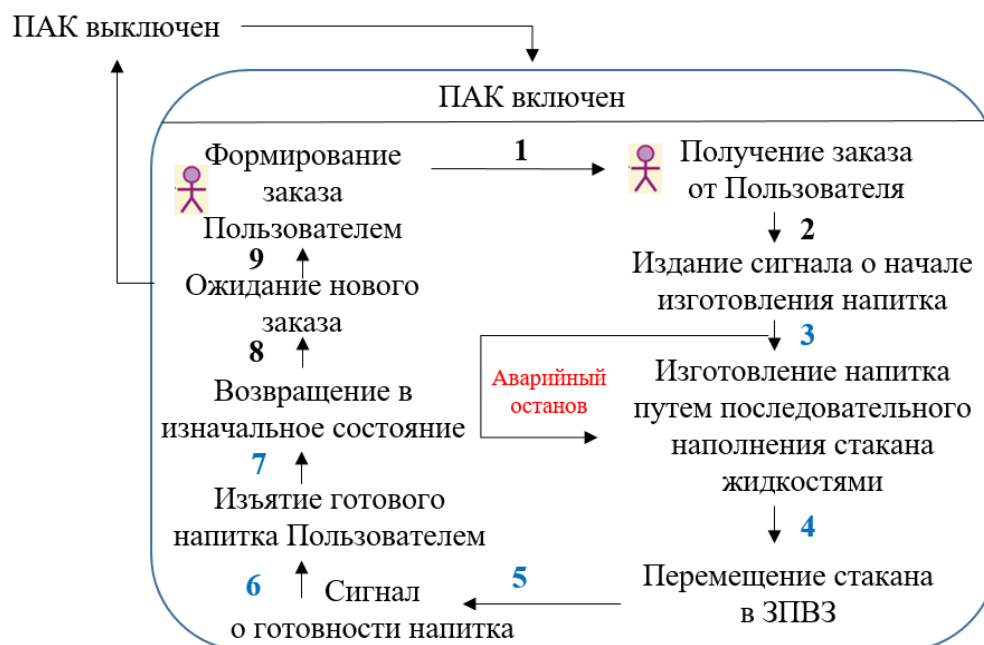 ПАК выключен
ПАК включен
Формирование
заказа
Пользователем
1
Получение заказа
от Пользователя
2
Издание сигнала о начале
изготовления напитка
3
Аварийный
останов
Изготовление напитка
путем последовательного
наполнения стакана
жидкостями
4
Перемещение стакана
в ЗПВЗ
5
Сигнал
о готовности напитка
6
Изъятие готового
напитка Пользователем
7
Возвращение в
изначальное состояние
8
Ожидание нового
заказа
9